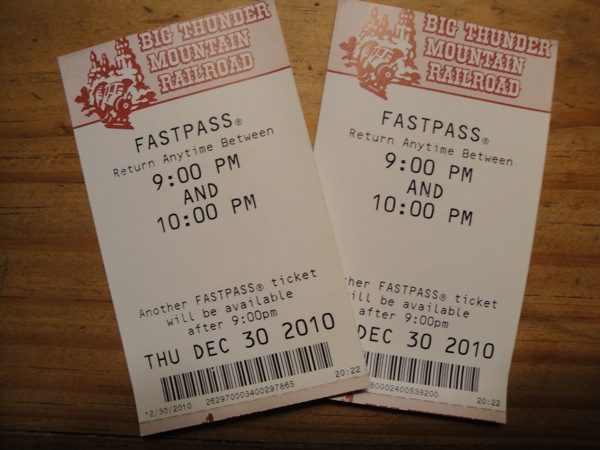 BIG THUNDER
MOUNTAIN
RAILROAD
FASTPASS®
Return Anytime Between
9:00 PM
AND
10:00 PM
Another FASTPASS® ticket
will be available
after 9:00pm
THU DEC 30 2010
20:22
12/30/2010 262970003400297865
BIG THUNDER
MOUNTAIN
RAILROAD
FASTPASS®
Return Anytime Between
9:00 PM
AND
10:00 PM
FASTPASS® ticket
will be available
after 9:00pm
DEC 30 2010
80002400538200 20:22